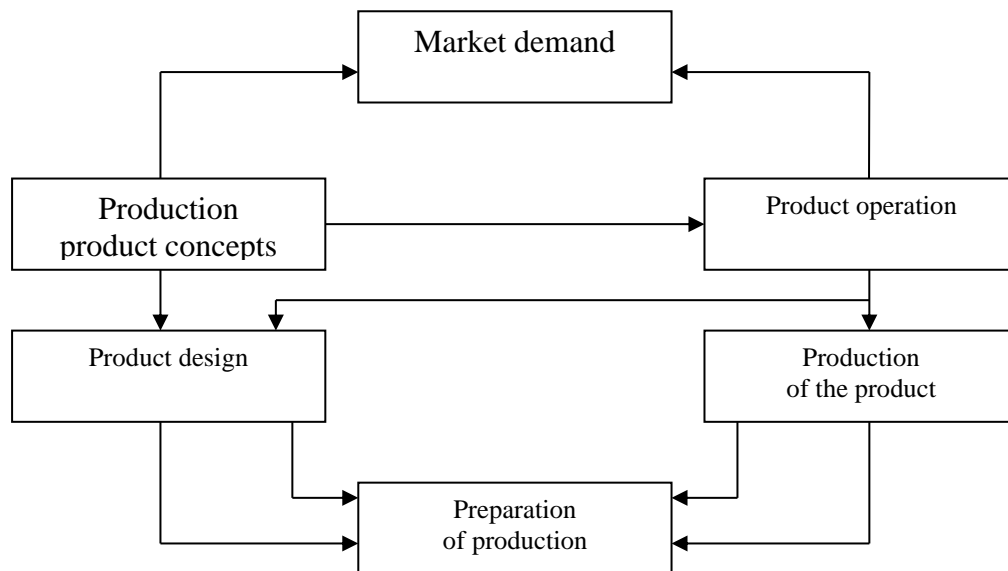 Market demand
Production
product concepts
Product operation
Product design
Production
of the product
Preparation
of production